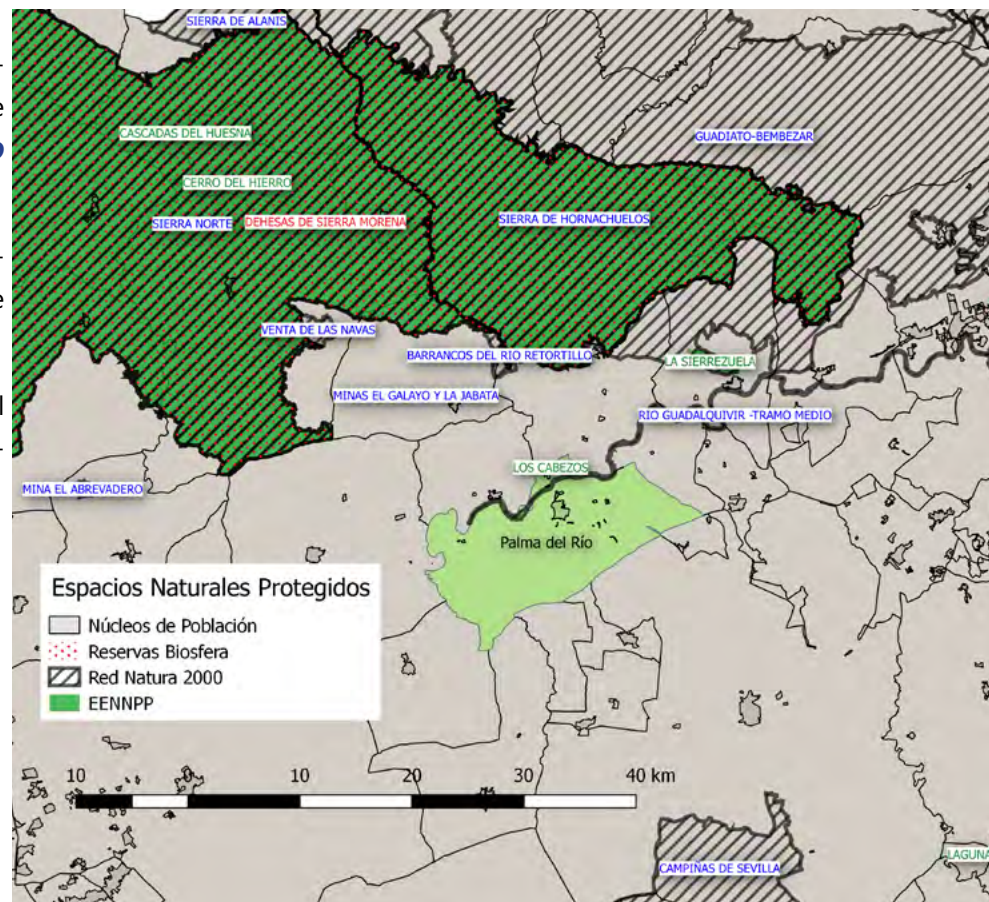 SIERRA DE ALANIS
e
GUADIATO-BEMBEZAR
CASCADAS DEL HUESNA
CERRO DEL HIERRO
SIERRA NORTE
DEHESAS DE SIERRA MORENA
SIERRA DE HORNACHUELOS
e
VENTA DE LAS NAVAS
BARRANCOS DEL RIO RETORTILLO
LA SIERREZUELA
MINAS EL GALAYO Y LA JABATA
RIO GUADALQUIVIR -TRAMO MEDIO
LOS CABEZOS
MINA EL ABREVADERO
Palma del Río
Espacios Naturales Protegidos
Núcleos de Población
Reservas Biosfera
Red Natura 2000
EENNPP
10 0 10 20 30 40 km
LAGUNA
CAMPIÑAS DE SEVILLA